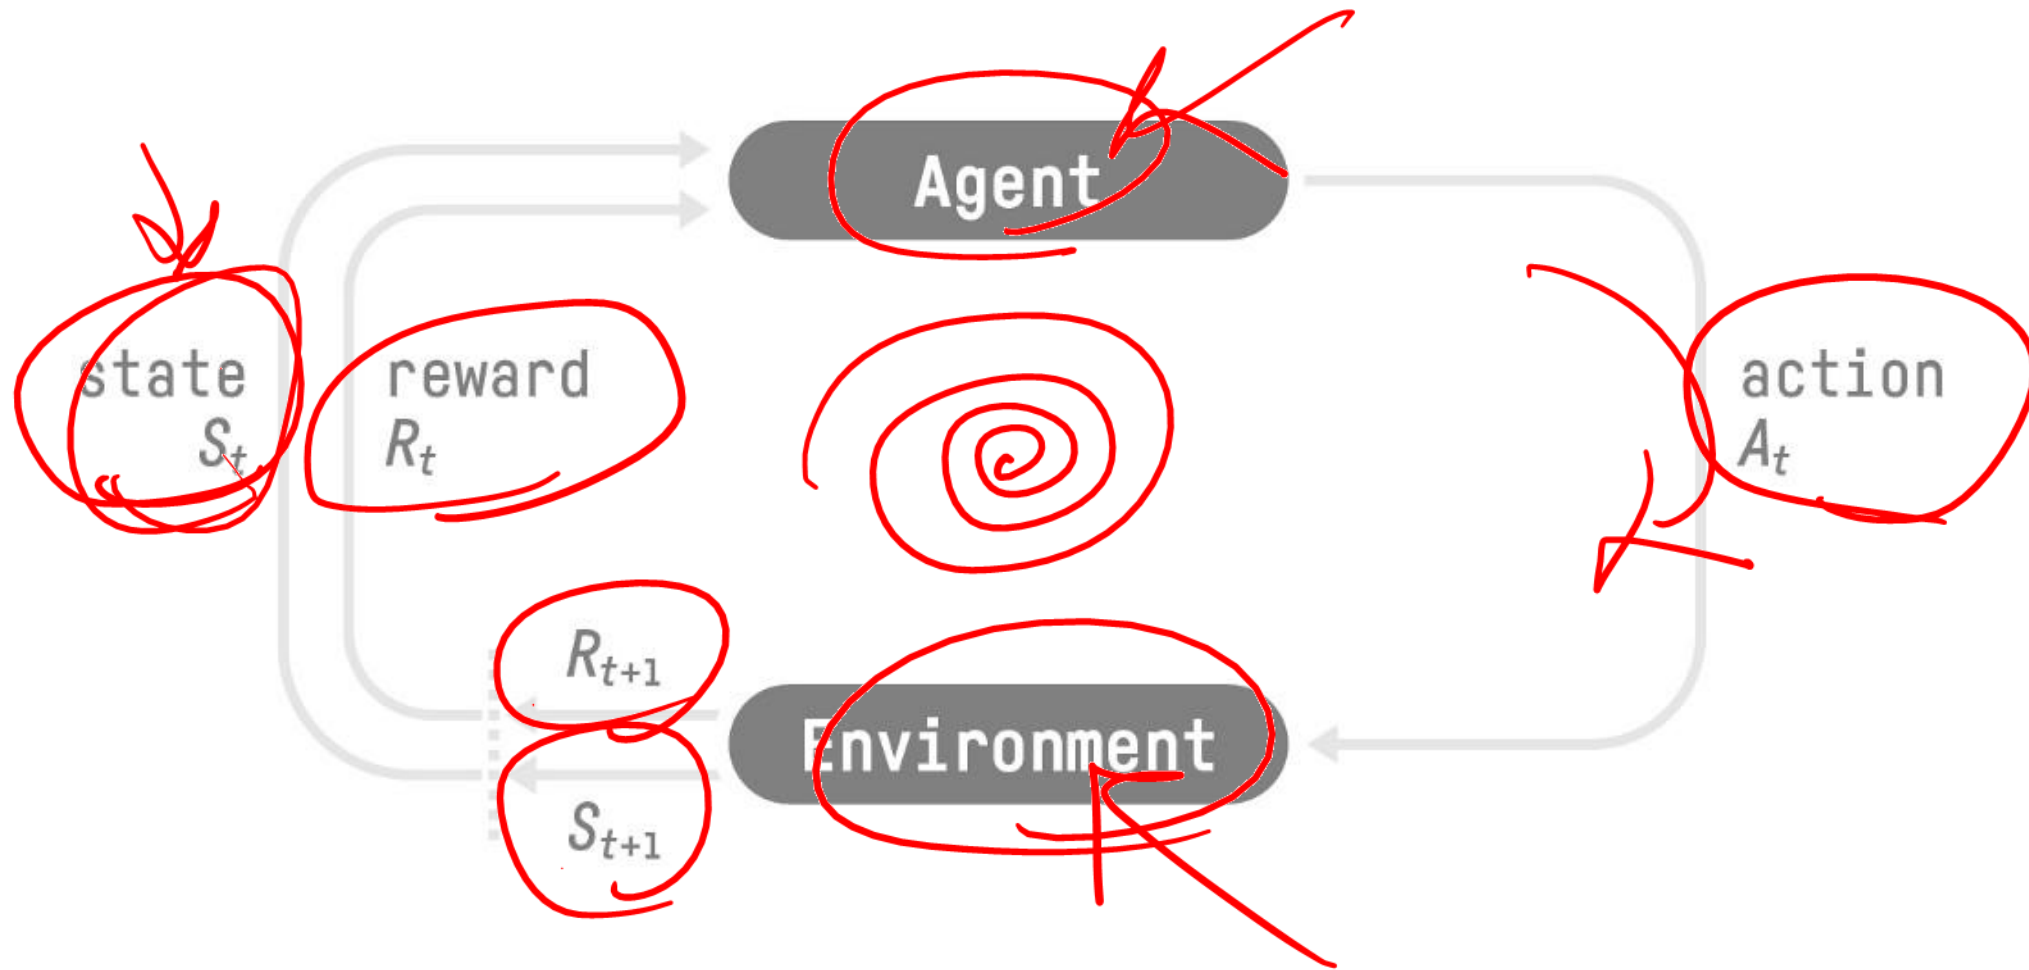 Agent
state
S_t
reward
R_t
action
A_t
R_{t+1}
Environment
S_{t+1}